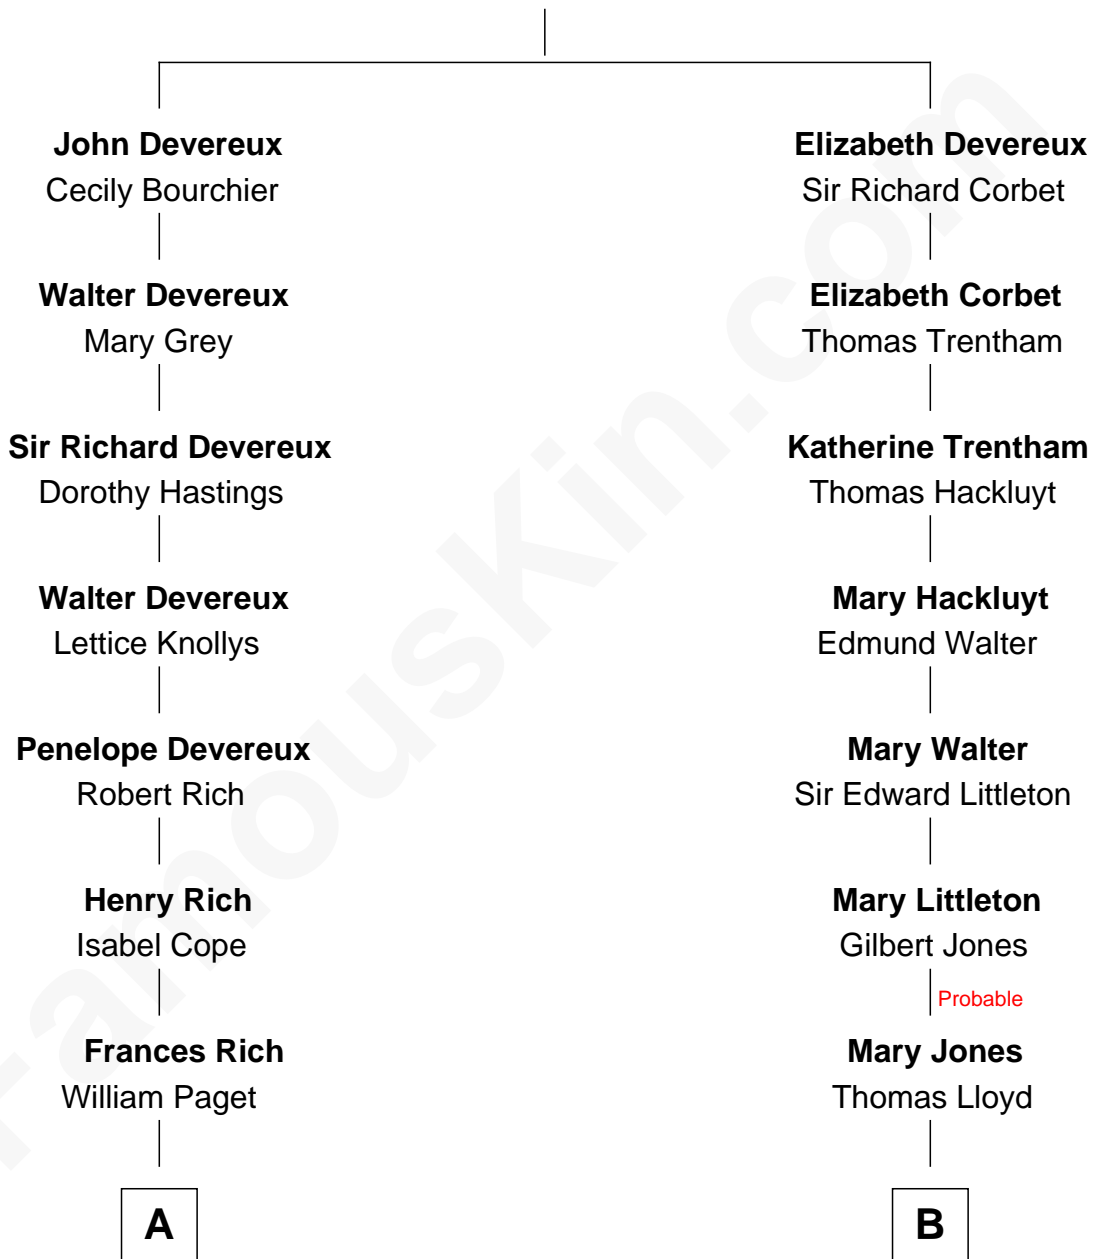 John Devereux
Cecily Bourchier
Walter Devereux
Mary Grey
Sir Richard Devereux
Dorothy Hastings
Walter Devereux
Lettice Knollys
Penelope Devereux
Robert Rich
Henry Rich
Isabel Cope
Frances Rich
William Paget
A
Elizabeth Devereux
Sir Richard Corbet
Elizabeth Corbet
Thomas Trentham
Katherine Trentham
Thomas Hackluyt
Mary Hackluyt
Edmund Walter
Mary Walter
Sir Edward Littleton
Mary Littleton
Gilbert Jones
Probable
Mary Jones
Thomas Lloyd
B
FamousKin.com